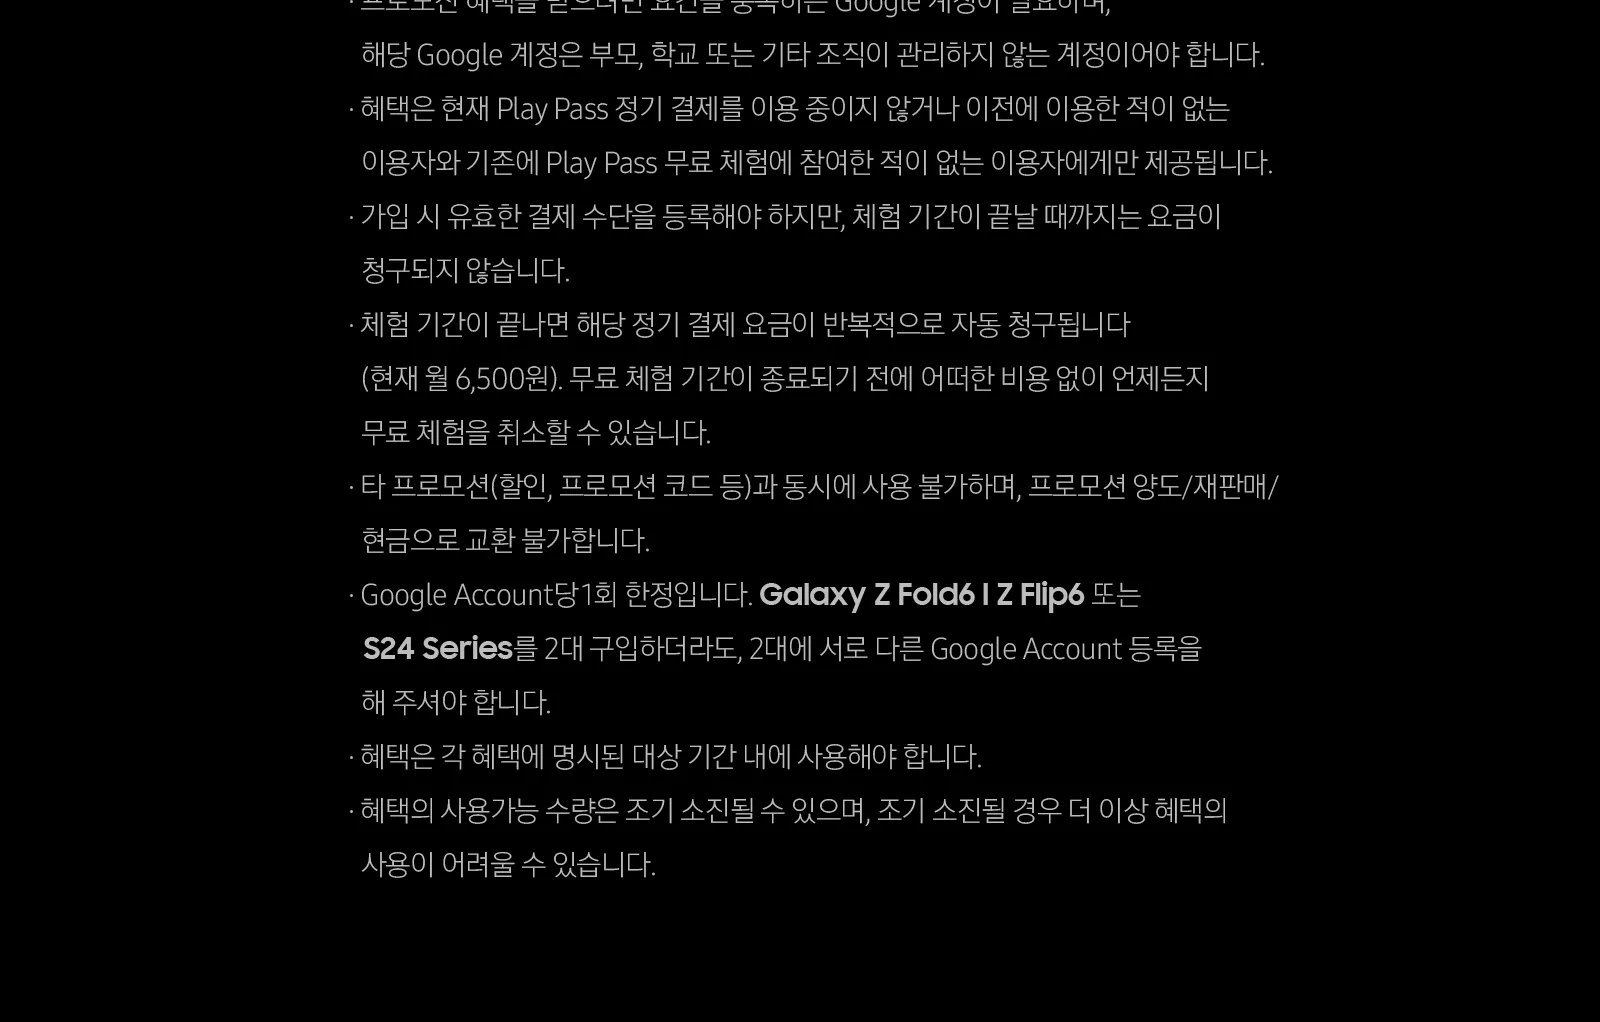 · 프로모션 혜택을 받으려면 요건을 충족하는 Google 계정이 필요하며,
해당 Google 계정은 부모, 학교 또는 기타 조직이 관리하지 않는 계정이어야 합니다.
· 혜택은 현재 Play Pass 정기 결제를 이용 중이지 않거나 이전에 이용한 적이 없는
이용자와 기존에 Play Pass 무료 체험에 참여한 적이 없는 이용자에게만 제공됩니다.
· 가입 시 유효한 결제 수단을 등록해야 하지만, 체험 기간이 끝날 때까지는 요금이
청구되지 않습니다.
· 체험 기간이 끝나면 해당 정기 결제 요금이 반복적으로 자동 청구됩니다
(현재 월 6,500원). 무료 체험 기간이 종료되기 전에 어떠한 비용 없이 언제든지
무료 체험을 취소할 수 있습니다.
· 타 프로모션(할인, 프로모션 코드 등)과 동시에 사용 불가하며, 프로모션 양도/재판매/
현금으로 교환 불가합니다.
· Google Account당 1회 한정입니다. Galaxy Z Fold6 l Z Flip6 또는
S24 Series를 2대 구입하더라도, 2대에 서로 다른 Google Account 등록을
해 주셔야 합니다.
· 혜택은 각 혜택에 명시된 대상 기간 내에 사용해야 합니다.
· 혜택의 사용가능 수량은 조기 소진될 수 있으며, 조기 소진될 경우 더 이상 혜택의
사용이 어려울 수 있습니다.